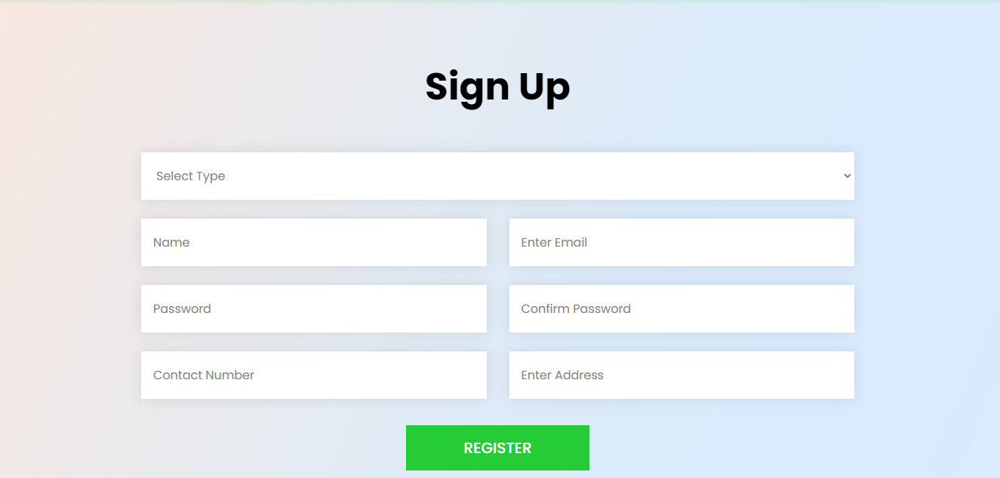 Sign Up
Select Type
Name
Enter Email
Password
Confirm Password
Contact Number
Enter Address
REGISTER